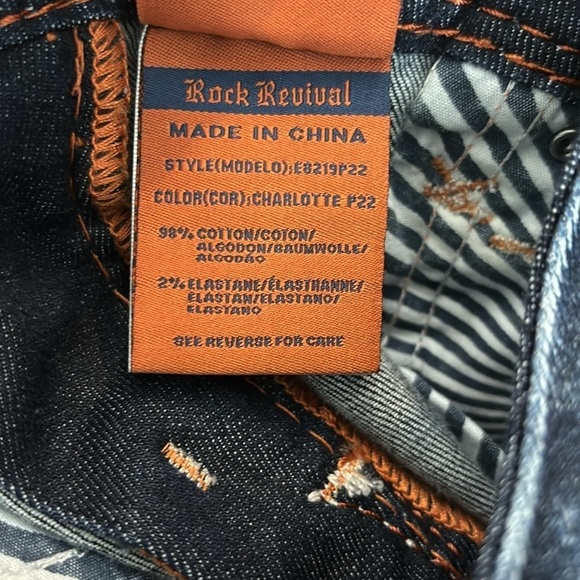 Rock Revival
MADE IN CHINA
STYLE(MODELO):E8219P22
COLOR(COR):CHARLOTTE P22
98% COTTON/COTON/
ALGODON/BAUMWOLLE/
ALGODÃO
2% ELASTANE/ÉLASTHANNE/
ELASTAN/ELASTANO/
ELASTANO
SEE REVERSE FOR CARE